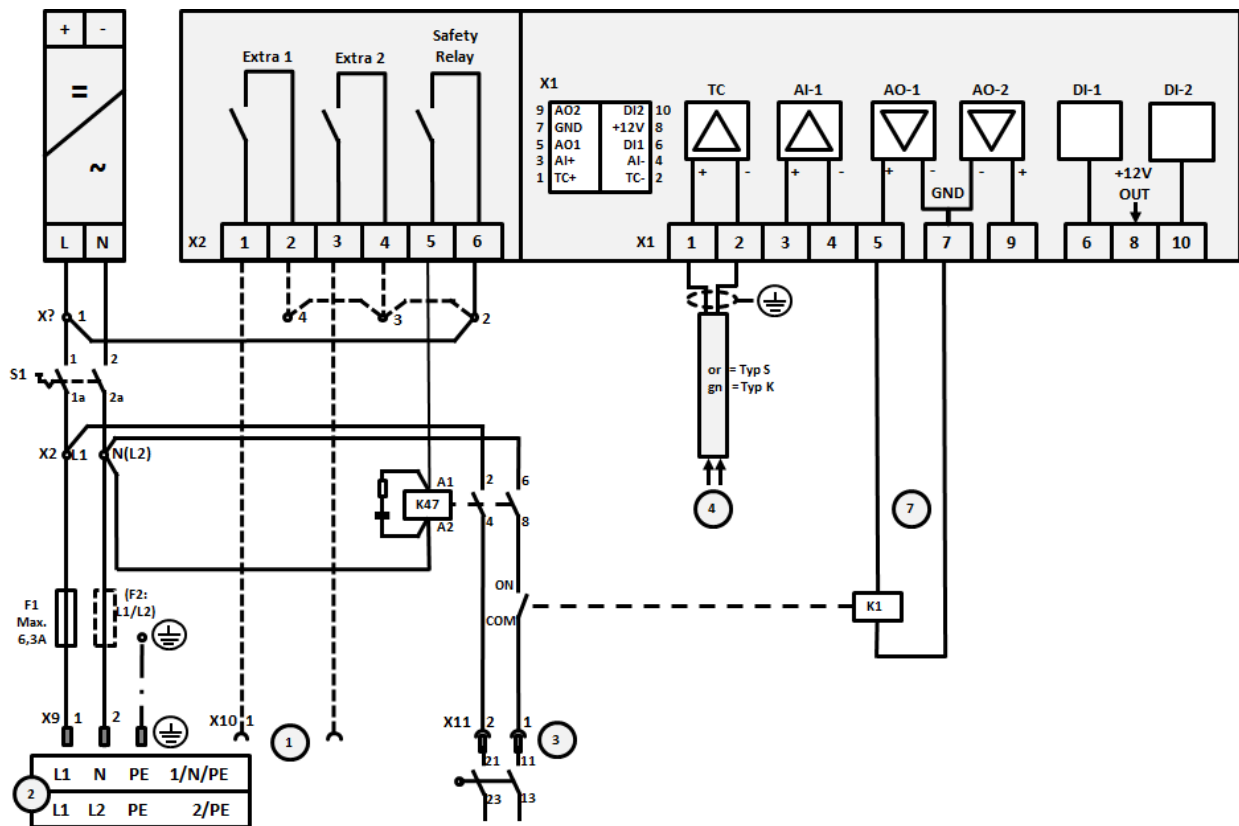 + -
=
~
L N
Extra 1
Extra 2
Safety
Relay
X2 1 2 3 4 5 6
X1
9 AO2 DI2 10
7 GND +12V 8
5 AO1 DI1 6
3 AI+ AI- 4
1 TC+ TC- 2
TC AI-1 AO-1 AO-2 DI-1 DI-2
+ - + - + - - +
GND
+12V
OUT
X1 1 2 3 4 5 7 9 6 8 10
X? 1
4 3 2
1 2
S1
1a 2a
X2 L1 N(L2)
or = Typ S
gn = Typ K
4
7
A1
K47
A2
2 6
4 8
ON
COM
K1
F1
Max.
6,3A
(F2:
L1/L2)
X9 1 2
X10 1
1
X11 2 1
3
21 11
23 13
2
L1 N PE 1/N/PE
L1 L2 PE 2/PE